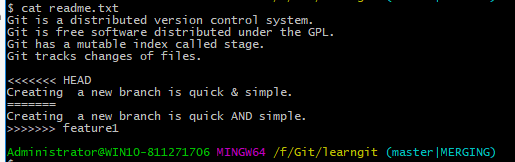 $ cat readme.txt
Git is a distributed version control system.
Git is free software distributed under the GPL.
Git has a mutable index called stage.
Git tracks changes of files.
<<<<<<< HEAD
Creating  a new branch is quick & simple.
=======
Creating  a new branch is quick AND simple.
>>>>>>> feature1
Administrator@WIN10-811271706 MINGW64 /f/Git/learngit (master|MERGING)